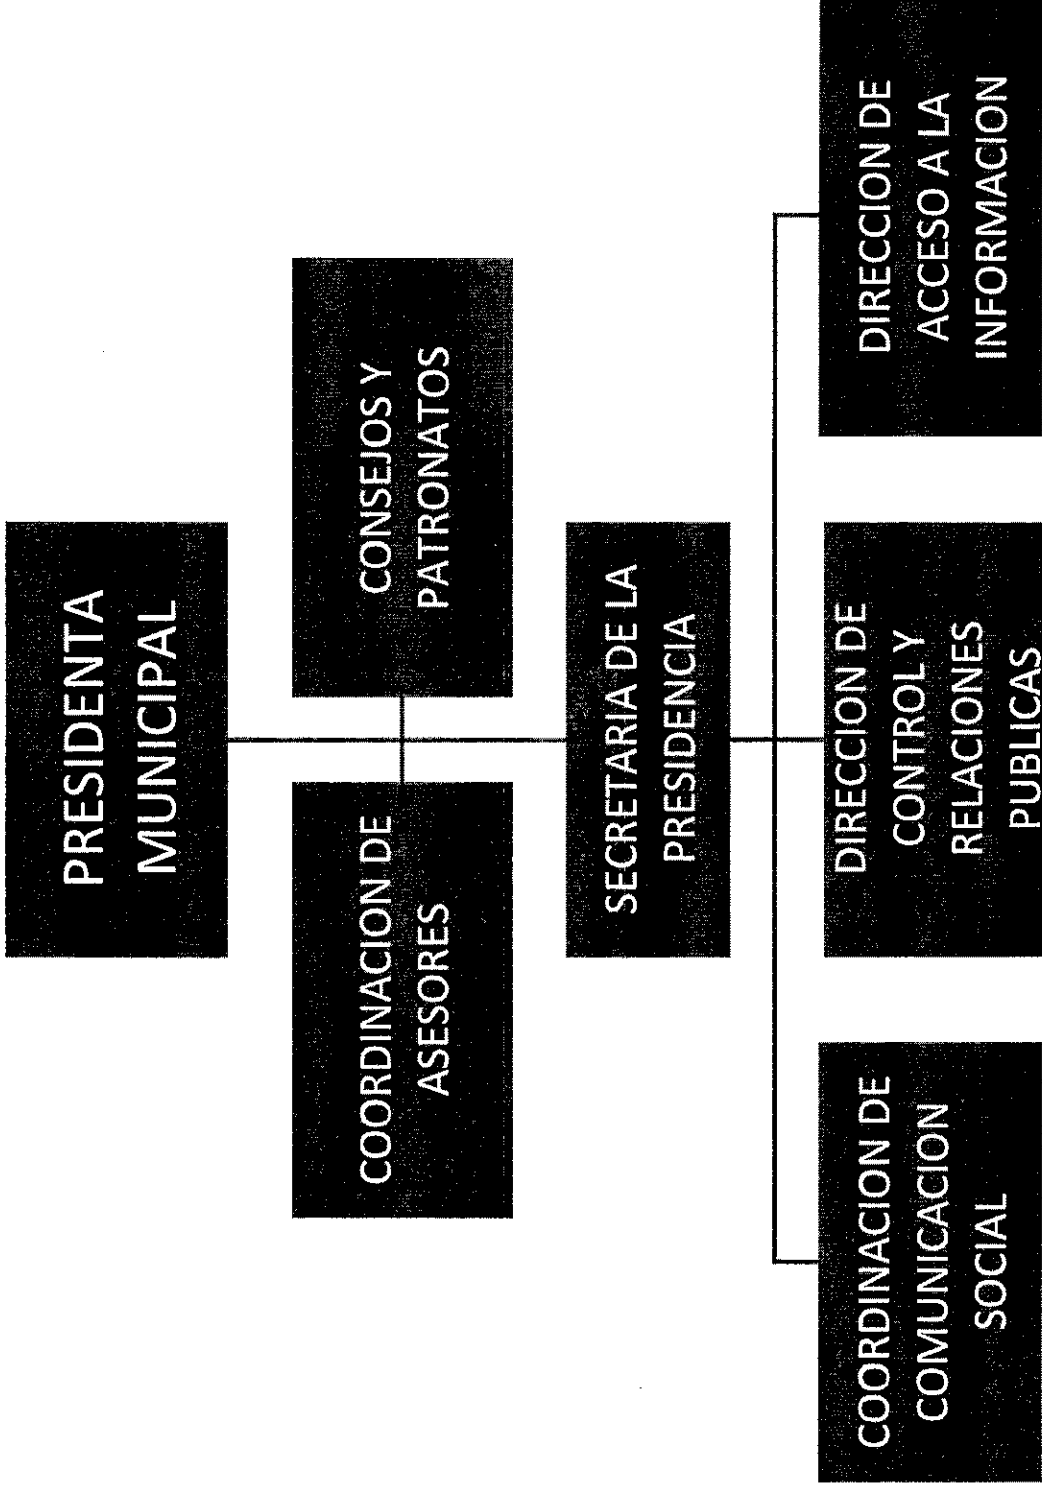 PRESIDENTA
MUNICIPAL
COORDINACION DE
ASESORES
CONSEJOS Y
PATRONATOS
SECRETARIA DE LA
PRESIDENCIA
COORDINACION DE
COMUNICACION
SOCIAL
DIRECCION DE
CONTROL Y
RELACIONES
PUBLICAS
DIRECCION DE
ACCESO A LA
INFORMACION